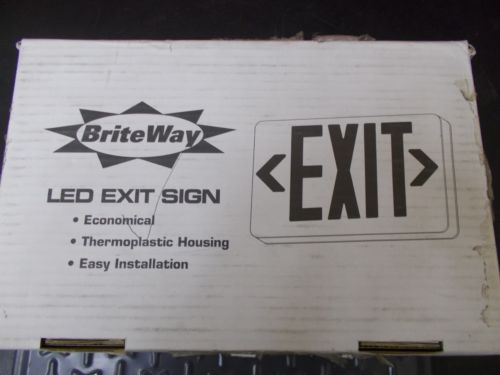 BriteWay
LED EXIT SIGN
• Economical
• Thermoplastic Housing
• Easy Installation
<EXIT>